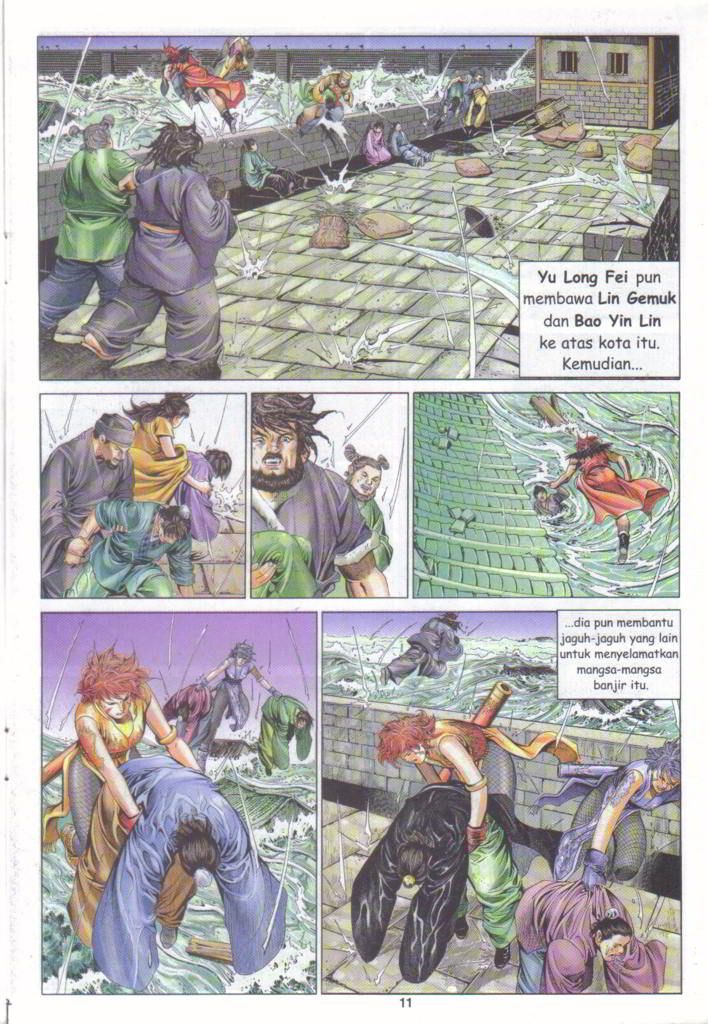 Yu Long Fei pun
membawa Lin Gemuk
dan Bao Yin Lin
ke atas kota itu.
Kemudian...
...dia pun membantu
jaguh-jaguh yang lain
untuk menyelamatkan
mangsa-mangsa
banjir itu.
11